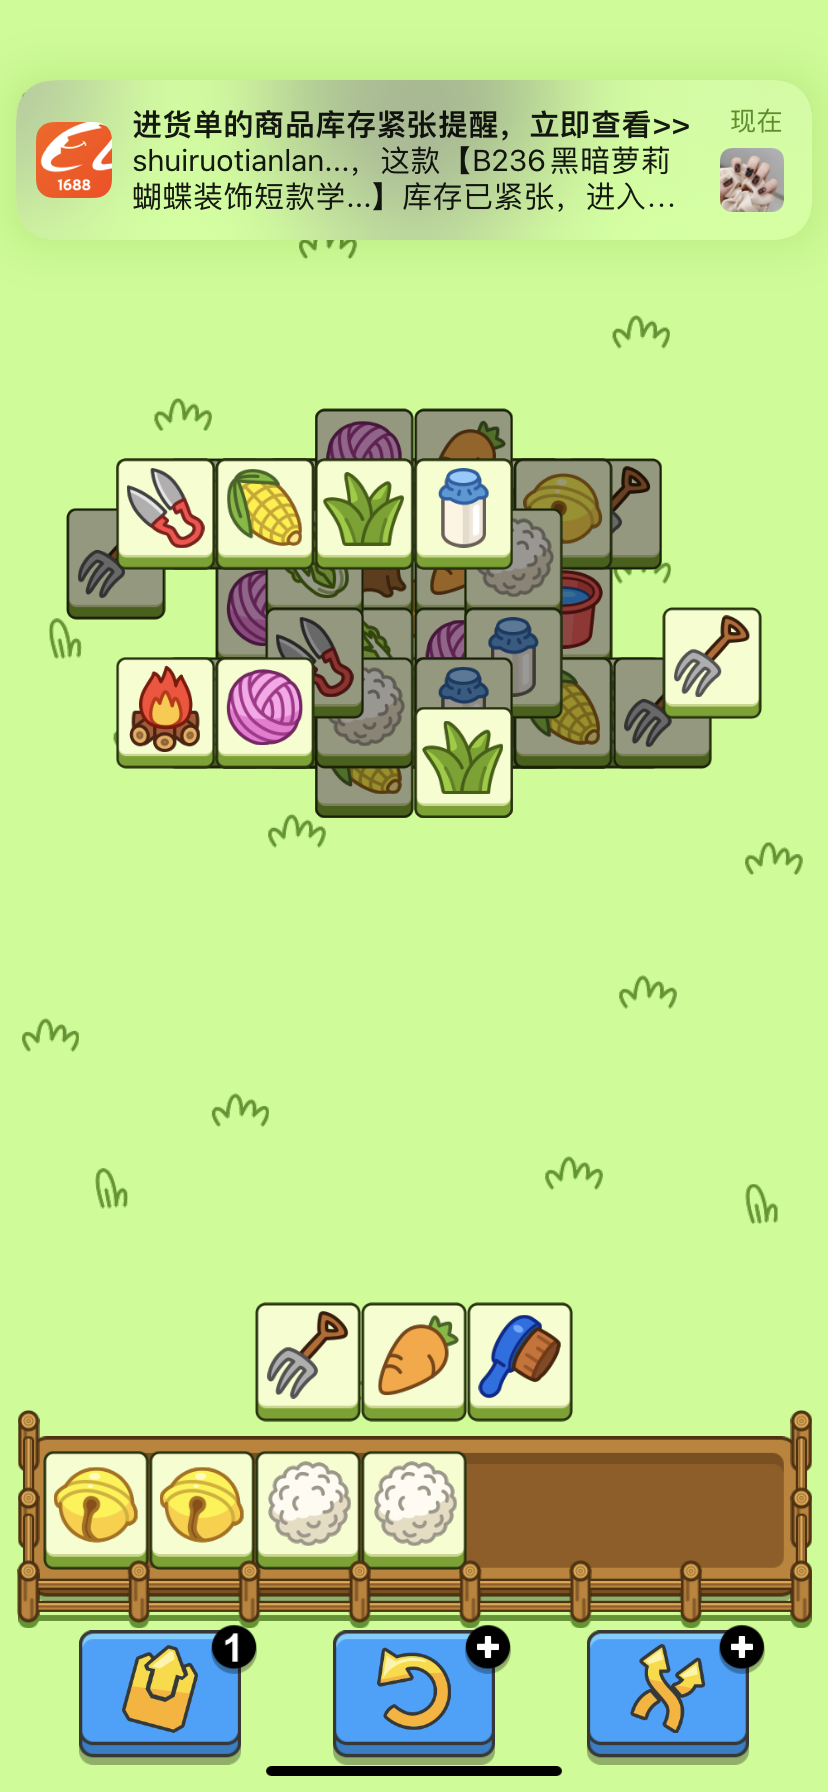 进货单的商品库存紧张提醒，立即查看>>
现在
shuiruotianlan...，这款【B236黑暗萝莉
蝴蝶装饰短款学...】库存已紧张，进入...
1688
1